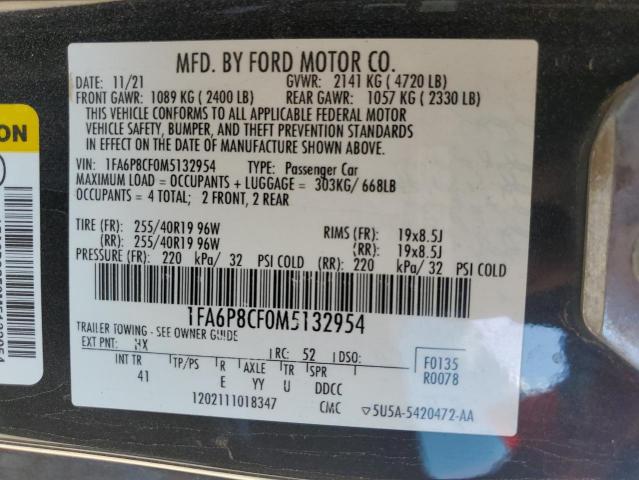 MFD. BY FORD MOTOR CO.
DATE: 11/21 GVWR: 2141 KG ( 4720 LB)
FRONT GAWR: 1089 KG ( 2400 LB) REAR GAWR: 1057 KG ( 2330 LB)
THIS VEHICLE CONFORMS TO ALL APPLICABLE FEDERAL MOTOR
VEHICLE SAFETY, BUMPER, AND THEFT PREVENTION STANDARDS
IN EFFECT ON THE DATE OF MANUFACTURE SHOWN ABOVE.
VIN: 1FA6P8CF0M5132954 TYPE: Passenger Car
MAXIMUM LOAD = OCCUPANTS + LUGGAGE = 303KG/ 668LB
OCCUPANTS = 4 TOTAL; 2 FRONT, 2 REAR
TIRE (FR): 255/40R19 96W RIMS (FR): 19x8.5J
(RR): 255/40R19 96W (RR): 19x8.5J
PRESSURE (FR): 220 kPa/ 32 PSI COLD (RR): 220 kPa/ 32 PSI COLD
1FA6P8CF0M5132954
TRAILER TOWING - SEE OWNER GUIDE
EXT PNT: HX RC: 52 DSO: F0135
R0078
INT TR TP/PS R AXLE TR SPR
41 E YY U DDCC
1202111018347 CMC ▽5U5A-5420472-AA
ION